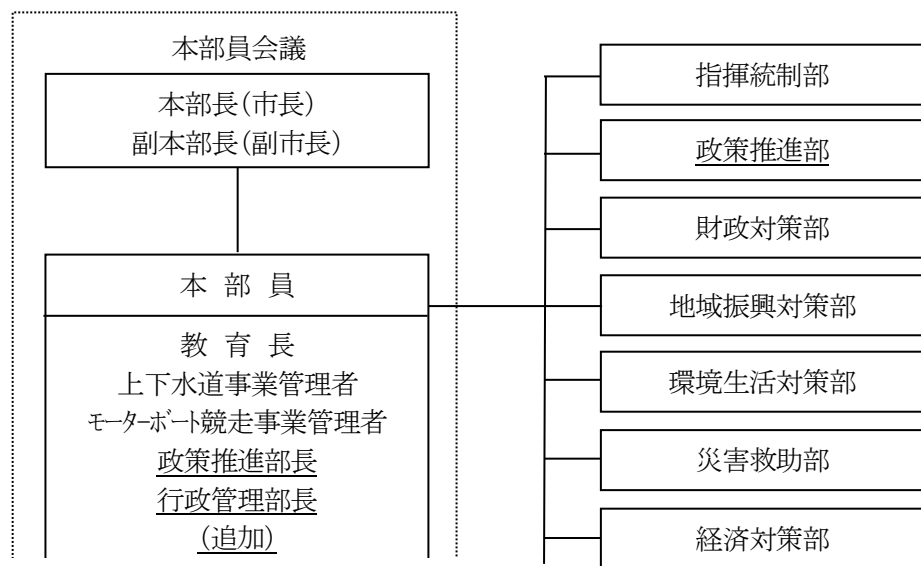 本部員会議
本部長(市長)
副本部長(副市長)
本 部 員
教 育 長
上下水道事業管理者
モーターボート競走事業管理者
政策推進部長
行政管理部長
(追加)
指揮統制部
政策推進部
財政対策部
地域振興対策部
環境生活対策部
災害救助部
経済対策部